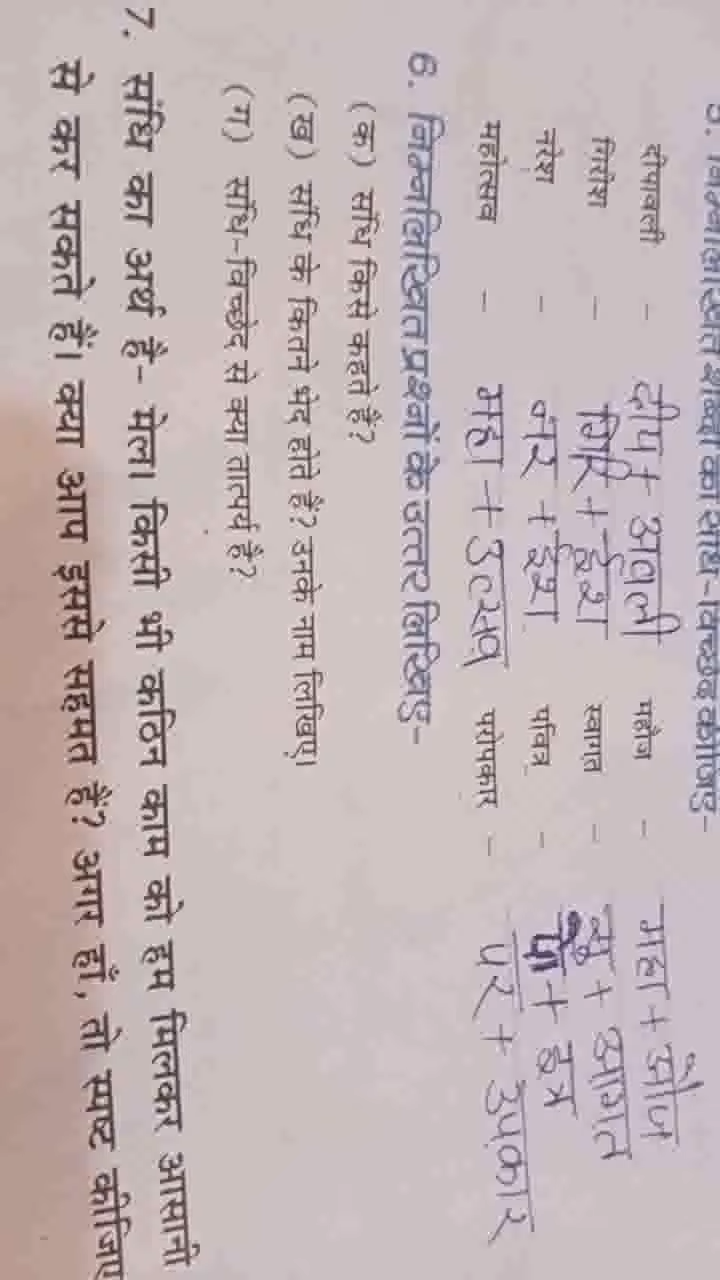 5. निम्नलिखित शब्दों का संधि-विच्छेद कीजिए-
दीपावली - दीप + अवली महौज - महा + ओज
गिरीश - गिरि + ईश स्वागत - सु + आगत
नरेश - नर + ईश पवित्र - + इत्र
महोत्सव - महा + उत्सव परोपकार - पर + उपकार
6. निम्नलिखित प्रश्नों के उत्तर लिखिए-
(क) संधि किसे कहते हैं?
(ख) संधि के कितने भेद होते हैं? उनके नाम लिखिए।
(ग) संधि-विच्छेद से क्या तात्पर्य है?
7. संधि का अर्थ है- मेल। किसी भी कठिन काम को हम मिलकर आसानी
से कर सकते हैं। क्या आप इससे सहमत हैं? अगर हाँ, तो स्पष्ट कीजिए